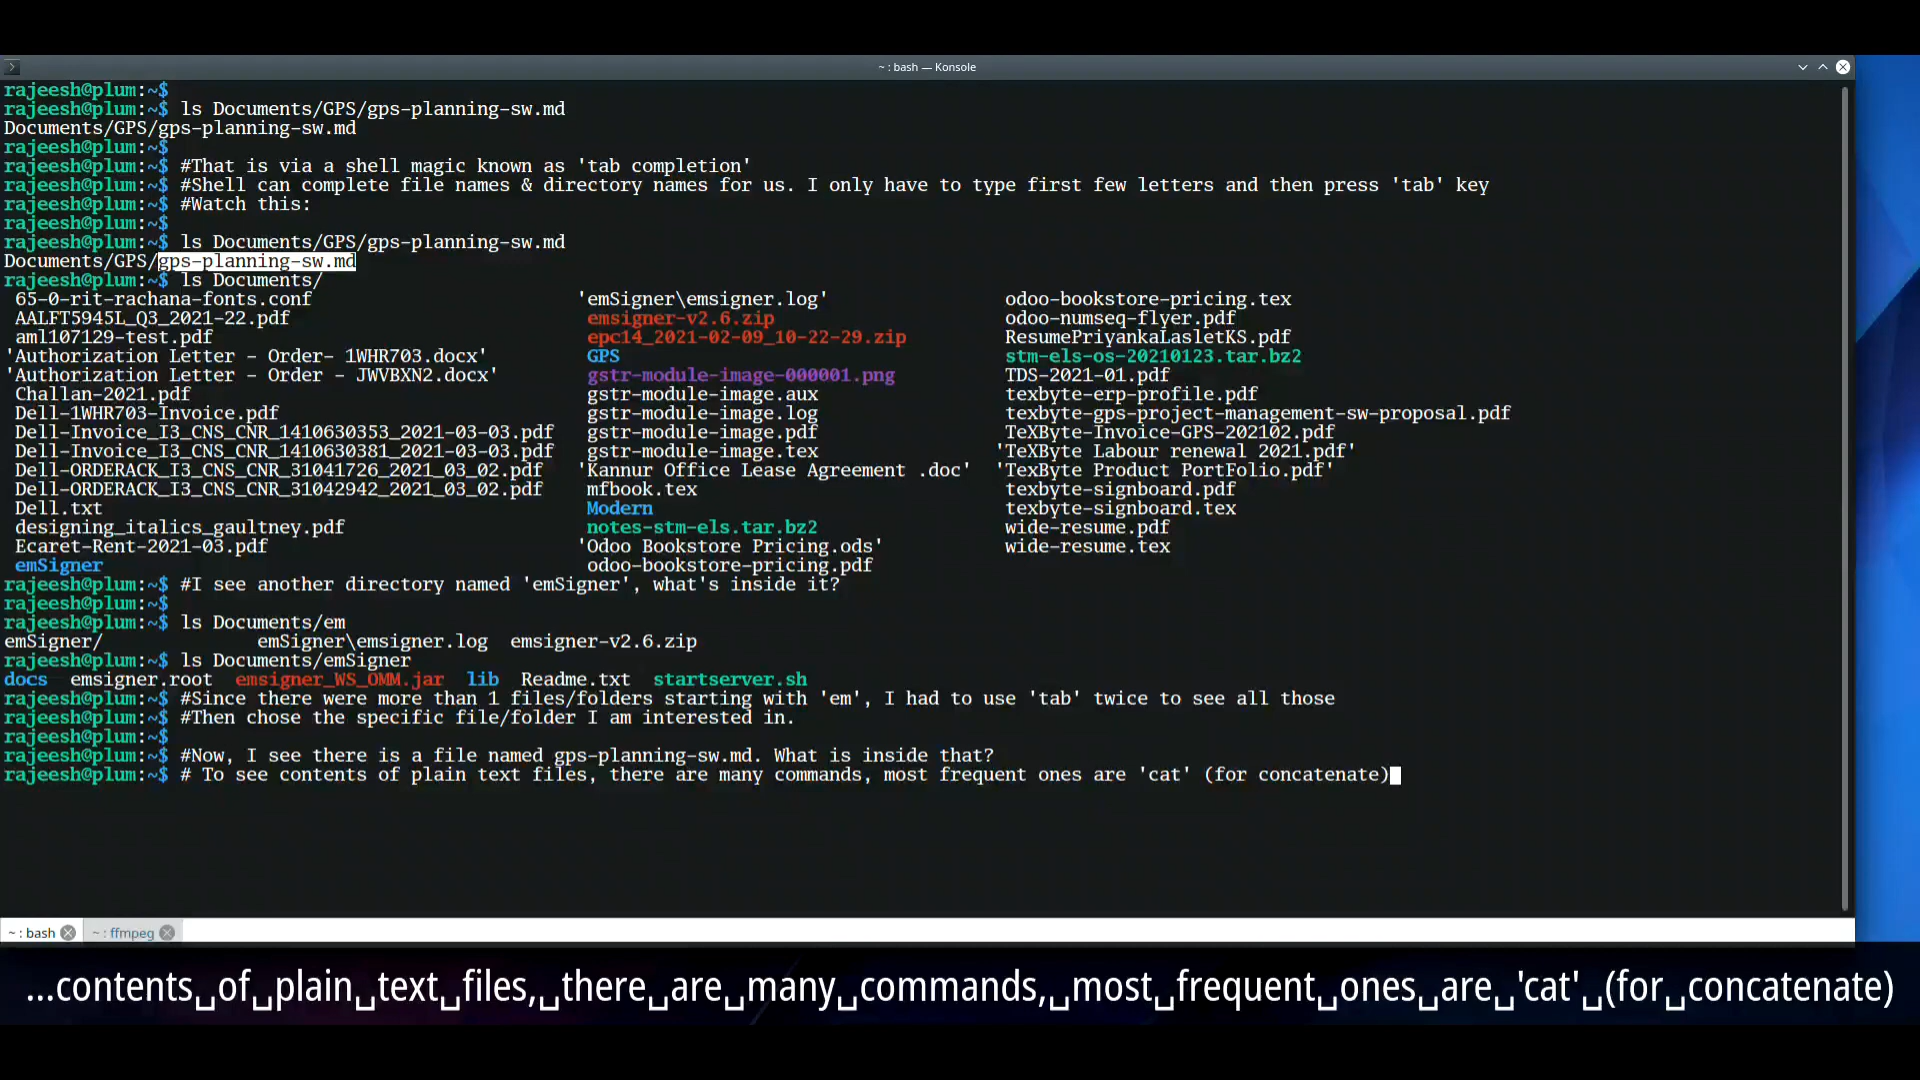 ~ : bash — Konsole
rajeesh@plum:~$
rajeesh@plum:~$ ls Documents/GPS/gps-planning-sw.md
Documents/GPS/gps-planning-sw.md
rajeesh@plum:~$
rajeesh@plum:~$ #That is via a shell magic known as 'tab completion'
rajeesh@plum:~$ #Shell can complete file names & directory names for us. I only have to type first few letters and then press 'tab' key
rajeesh@plum:~$ #Watch this:
rajeesh@plum:~$
rajeesh@plum:~$ ls Documents/GPS/gps-planning-sw.md
Documents/GPS/gps-planning-sw.md
rajeesh@plum:~$ ls Documents/
65-0-rit-rachana-fonts.conf 'emSigner\emsigner.log' odoo-bookstore-pricing.tex
AALFT5945L_Q3_2021-22.pdf emsigner-v2.6.zip odoo-numseq-flyer.pdf
aml107129-test.pdf epc14_2021-02-09_10-22-29.zip ResumePriyankaLasletKS.pdf
'Authorization Letter - Order- 1WHR703.docx' GPS stm-els-os-20210123.tar.bz2
'Authorization Letter - Order - JWVBXN2.docx' gstr-module-image-000001.png TDS-2021-01.pdf
Challan-2021.pdf gstr-module-image.aux texbyte-erp-profile.pdf
Dell-1WHR703-Invoice.pdf gstr-module-image.log texbyte-gps-project-management-sw-proposal.pdf
Dell-Invoice_I3_CNS_CNR_1410630353_2021-03-03.pdf gstr-module-image.pdf TeXByte-Invoice-GPS-202102.pdf
Dell-Invoice_I3_CNS_CNR_1410630381_2021-03-03.pdf gstr-module-image.tex 'TeXByte Labour renewal 2021.pdf'
Dell-ORDERACK_I3_CNS_CNR_31041726_2021_03_02.pdf 'Kannur Office Lease Agreement .doc' 'TexByte Product PortFolio.pdf'
Dell-ORDERACK_I3_CNS_CNR_31042942_2021_03_02.pdf mfbook.tex texbyte-signboard.pdf
Dell.txt Modern texbyte-signboard.tex
designing_italics_gaultney.pdf notes-stm-els.tar.bz2 wide-resume.pdf
Ecaret-Rent-2021-03.pdf 'Odoo Bookstore Pricing.ods' wide-resume.tex
emSigner odoo-bookstore-pricing.pdf
rajeesh@plum:~$ #I see another directory named 'emSigner', what's inside it?
rajeesh@plum:~$
rajeesh@plum:~$ ls Documents/em
emSigner/ emSigner\emsigner.log emsigner-v2.6.zip
rajeesh@plum:~$ ls Documents/emSigner
docs emsigner.root emsigner_WS_OMM.jar lib Readme.txt startserver.sh
rajeesh@plum:~$ #Since there were more than 1 files/folders starting with 'em', I had to use 'tab' twice to see all those
rajeesh@plum:~$ #Then chose the specific file/folder I am interested in.
rajeesh@plum:~$
rajeesh@plum:~$ #Now, I see there is a file named gps-planning-sw.md. What is inside that?
rajeesh@plum:~$ # To see contents of plain text files, there are many commands, most frequent ones are 'cat' (for concatenate)
~ : bash ~ : ffmpeg
...contents␣of␣plain␣text␣files,␣there␣are␣many␣commands,␣most␣frequent␣ones␣are␣'cat'␣(for␣concatenate)